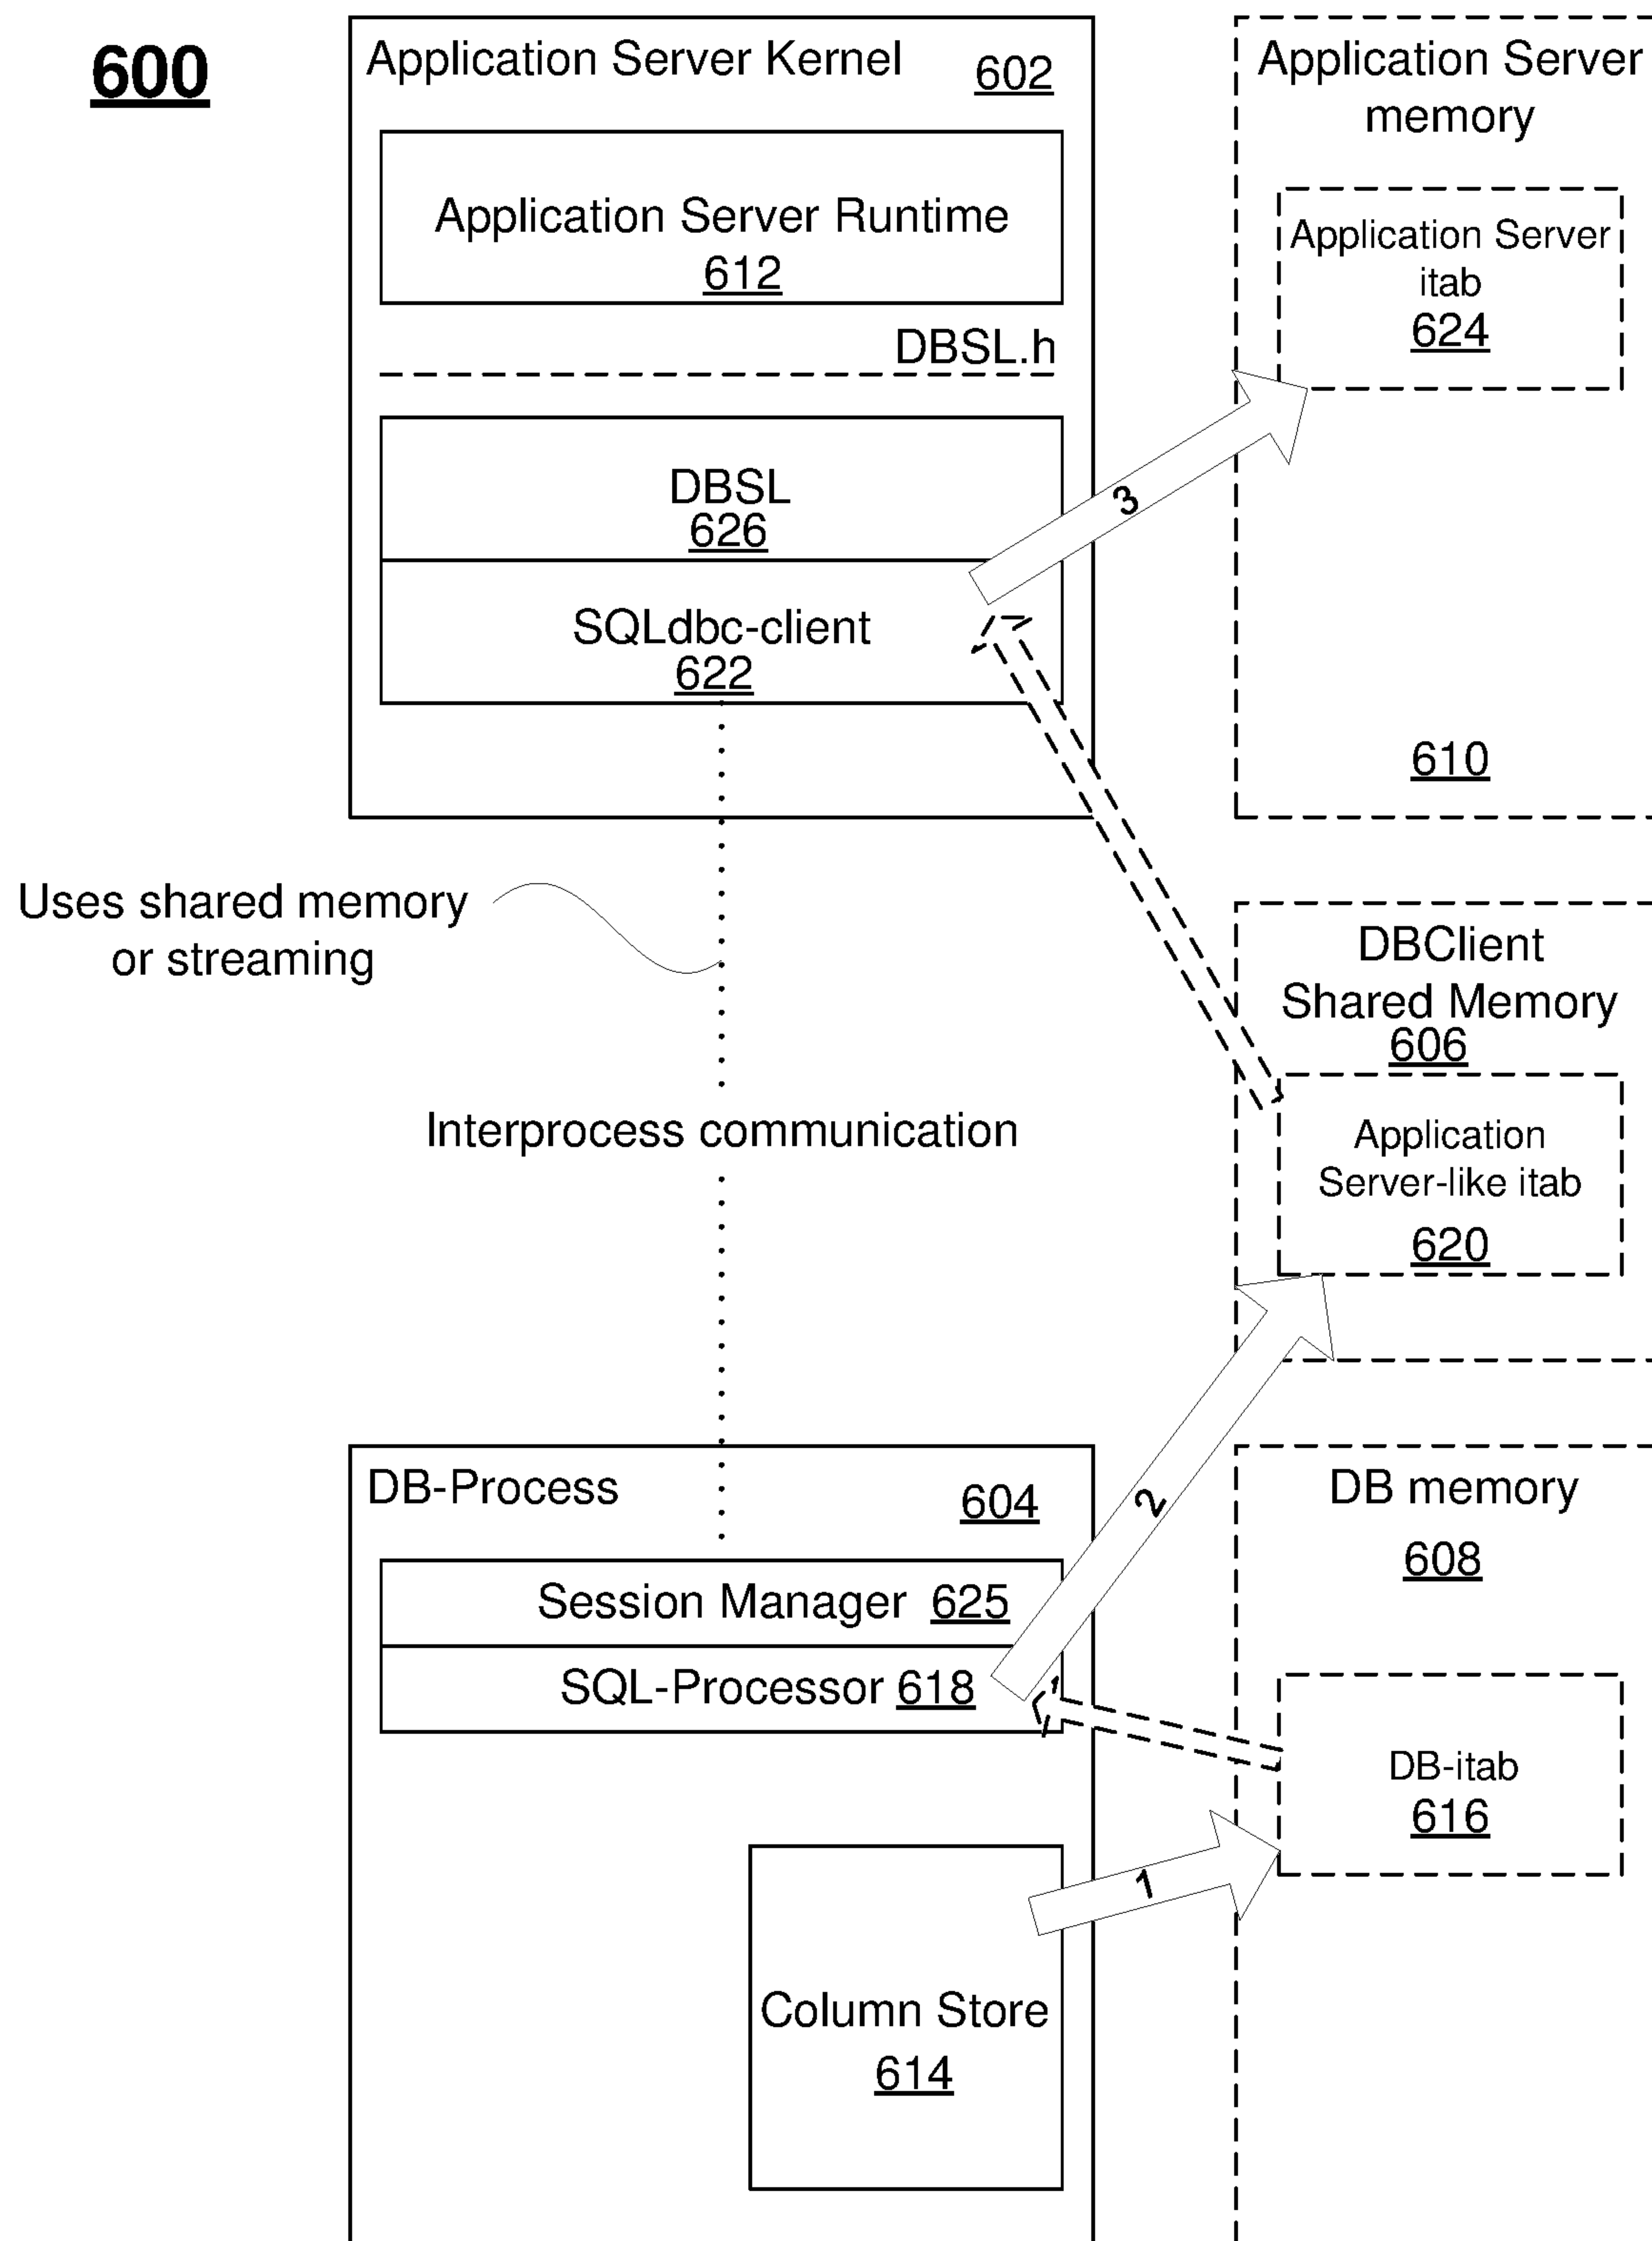 600
Application Server Kernel 602
Application Server Runtime
612
DBSL.h
DBSL
626
SQLdbc-client
622
Application Server
memory
Application Server
itab
624
3
610
Uses shared memory
or streaming
DBClient
Shared Memory
606
Interprocess communication
Application
Server-like itab
620
DB-Process 604
Session Manager 625
SQL-Processor 618
2
DB memory
608
DB-itab
616
1
Column Store
614